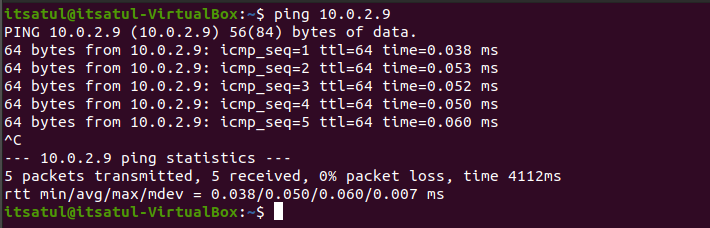 itsatul@itsatul-VirtualBox:~$ ping 10.0.2.9
PING 10.0.2.9 (10.0.2.9) 56(84) bytes of data.
64 bytes from 10.0.2.9: icmp_seq=1 ttl=64 time=0.038 ms
64 bytes from 10.0.2.9: icmp_seq=2 ttl=64 time=0.053 ms
64 bytes from 10.0.2.9: icmp_seq=3 ttl=64 time=0.052 ms
64 bytes from 10.0.2.9: icmp_seq=4 ttl=64 time=0.050 ms
64 bytes from 10.0.2.9: icmp_seq=5 ttl=64 time=0.060 ms
^C
--- 10.0.2.9 ping statistics ---
5 packets transmitted, 5 received, 0% packet loss, time 4112ms
rtt min/avg/max/mdev = 0.038/0.050/0.060/0.007 ms
itsatul@itsatul-VirtualBox:~$